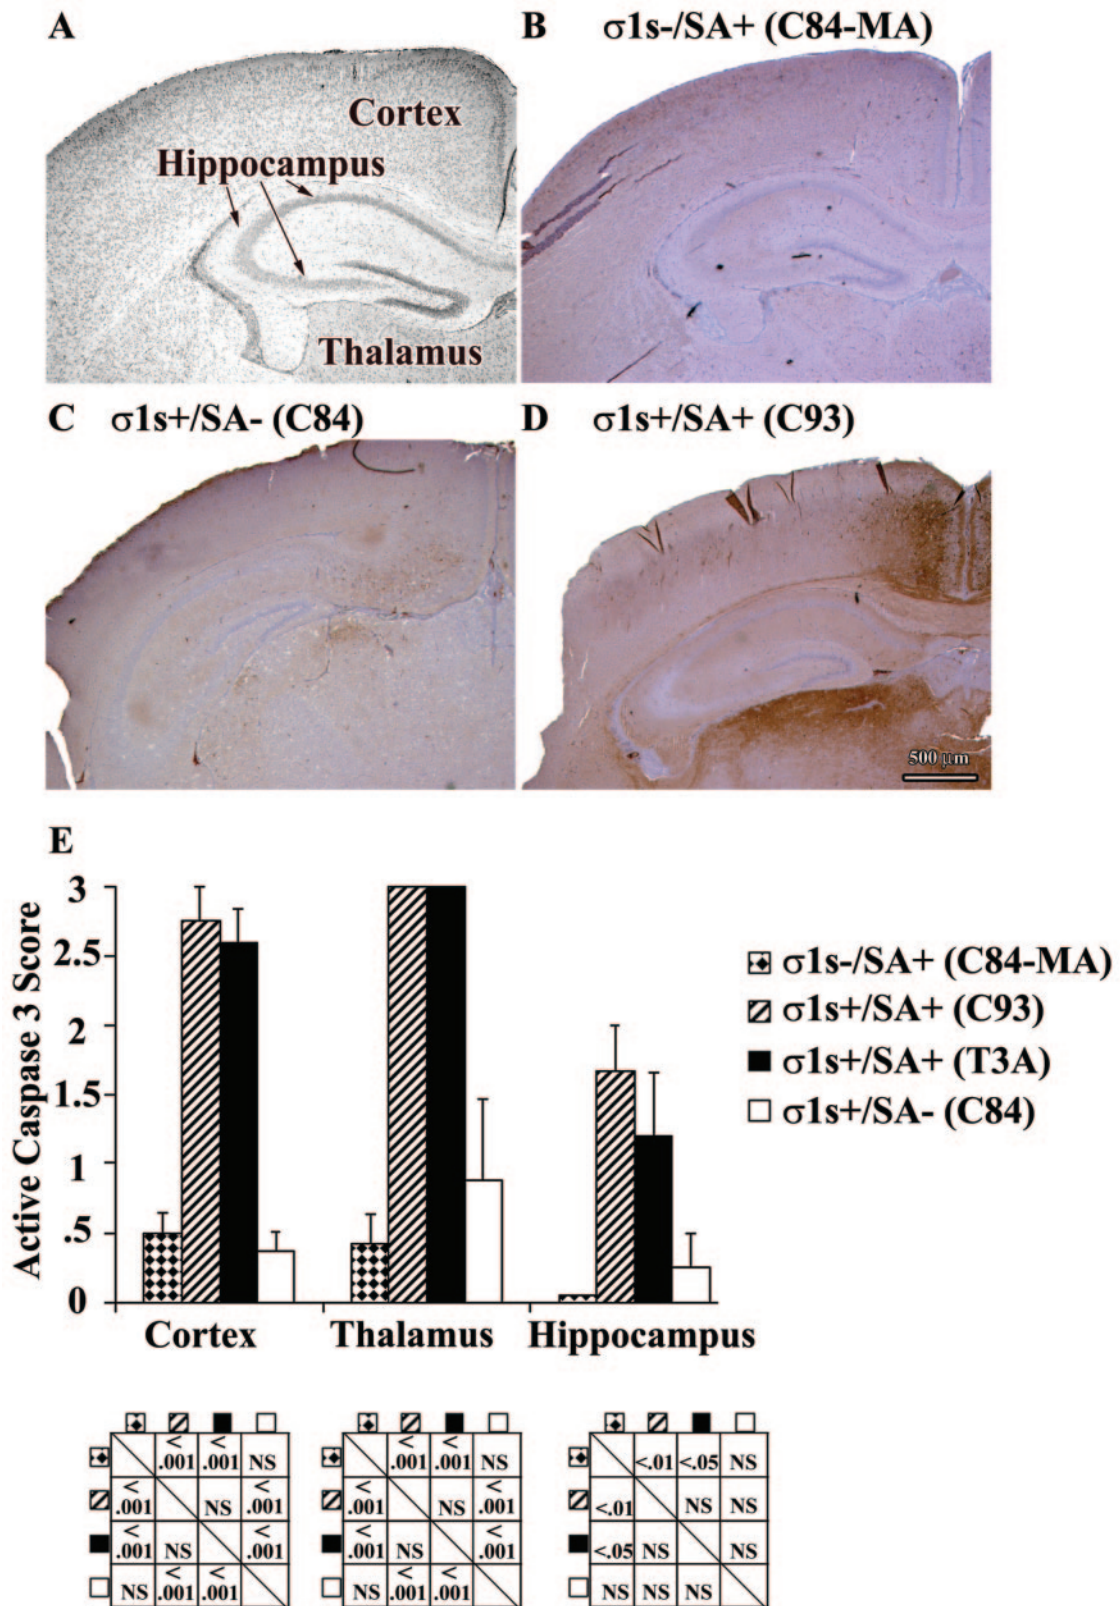 A
Cortex
Hippocampus
Thalamus
B σ1s-/SA+ (C84-MA)
C σ1s+/SA- (C84)
D σ1s+/SA+ (C93)
500 µm
E
Active Caspase 3 Score
3
2.5
2
1.5
1
.5
0
Cortex Thalamus Hippocampus
σ1s-/SA+ (C84-MA)
σ1s+/SA+ (C93)
σ1s+/SA+ (T3A)
σ1s+/SA- (C84)
<.001 <.001 NS
<.001 NS <.001
<.001 NS <.001
NS <.001 <.001
<.001 <.001 NS
<.001 NS <.001
<.001 NS <.001
NS <.001 <.001
<.01 <.05 NS
<.01 NS NS
<.05 NS NS
NS NS NS